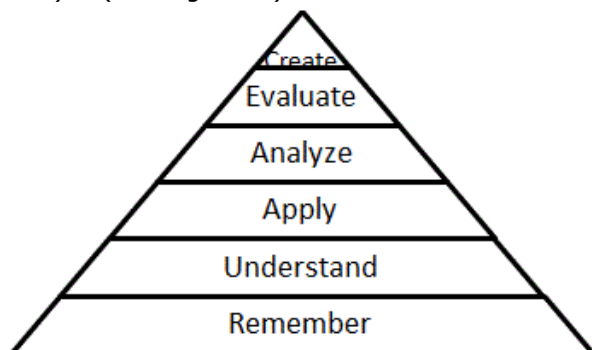 Create
Evaluate
Analyze
Apply
Understand
Remember